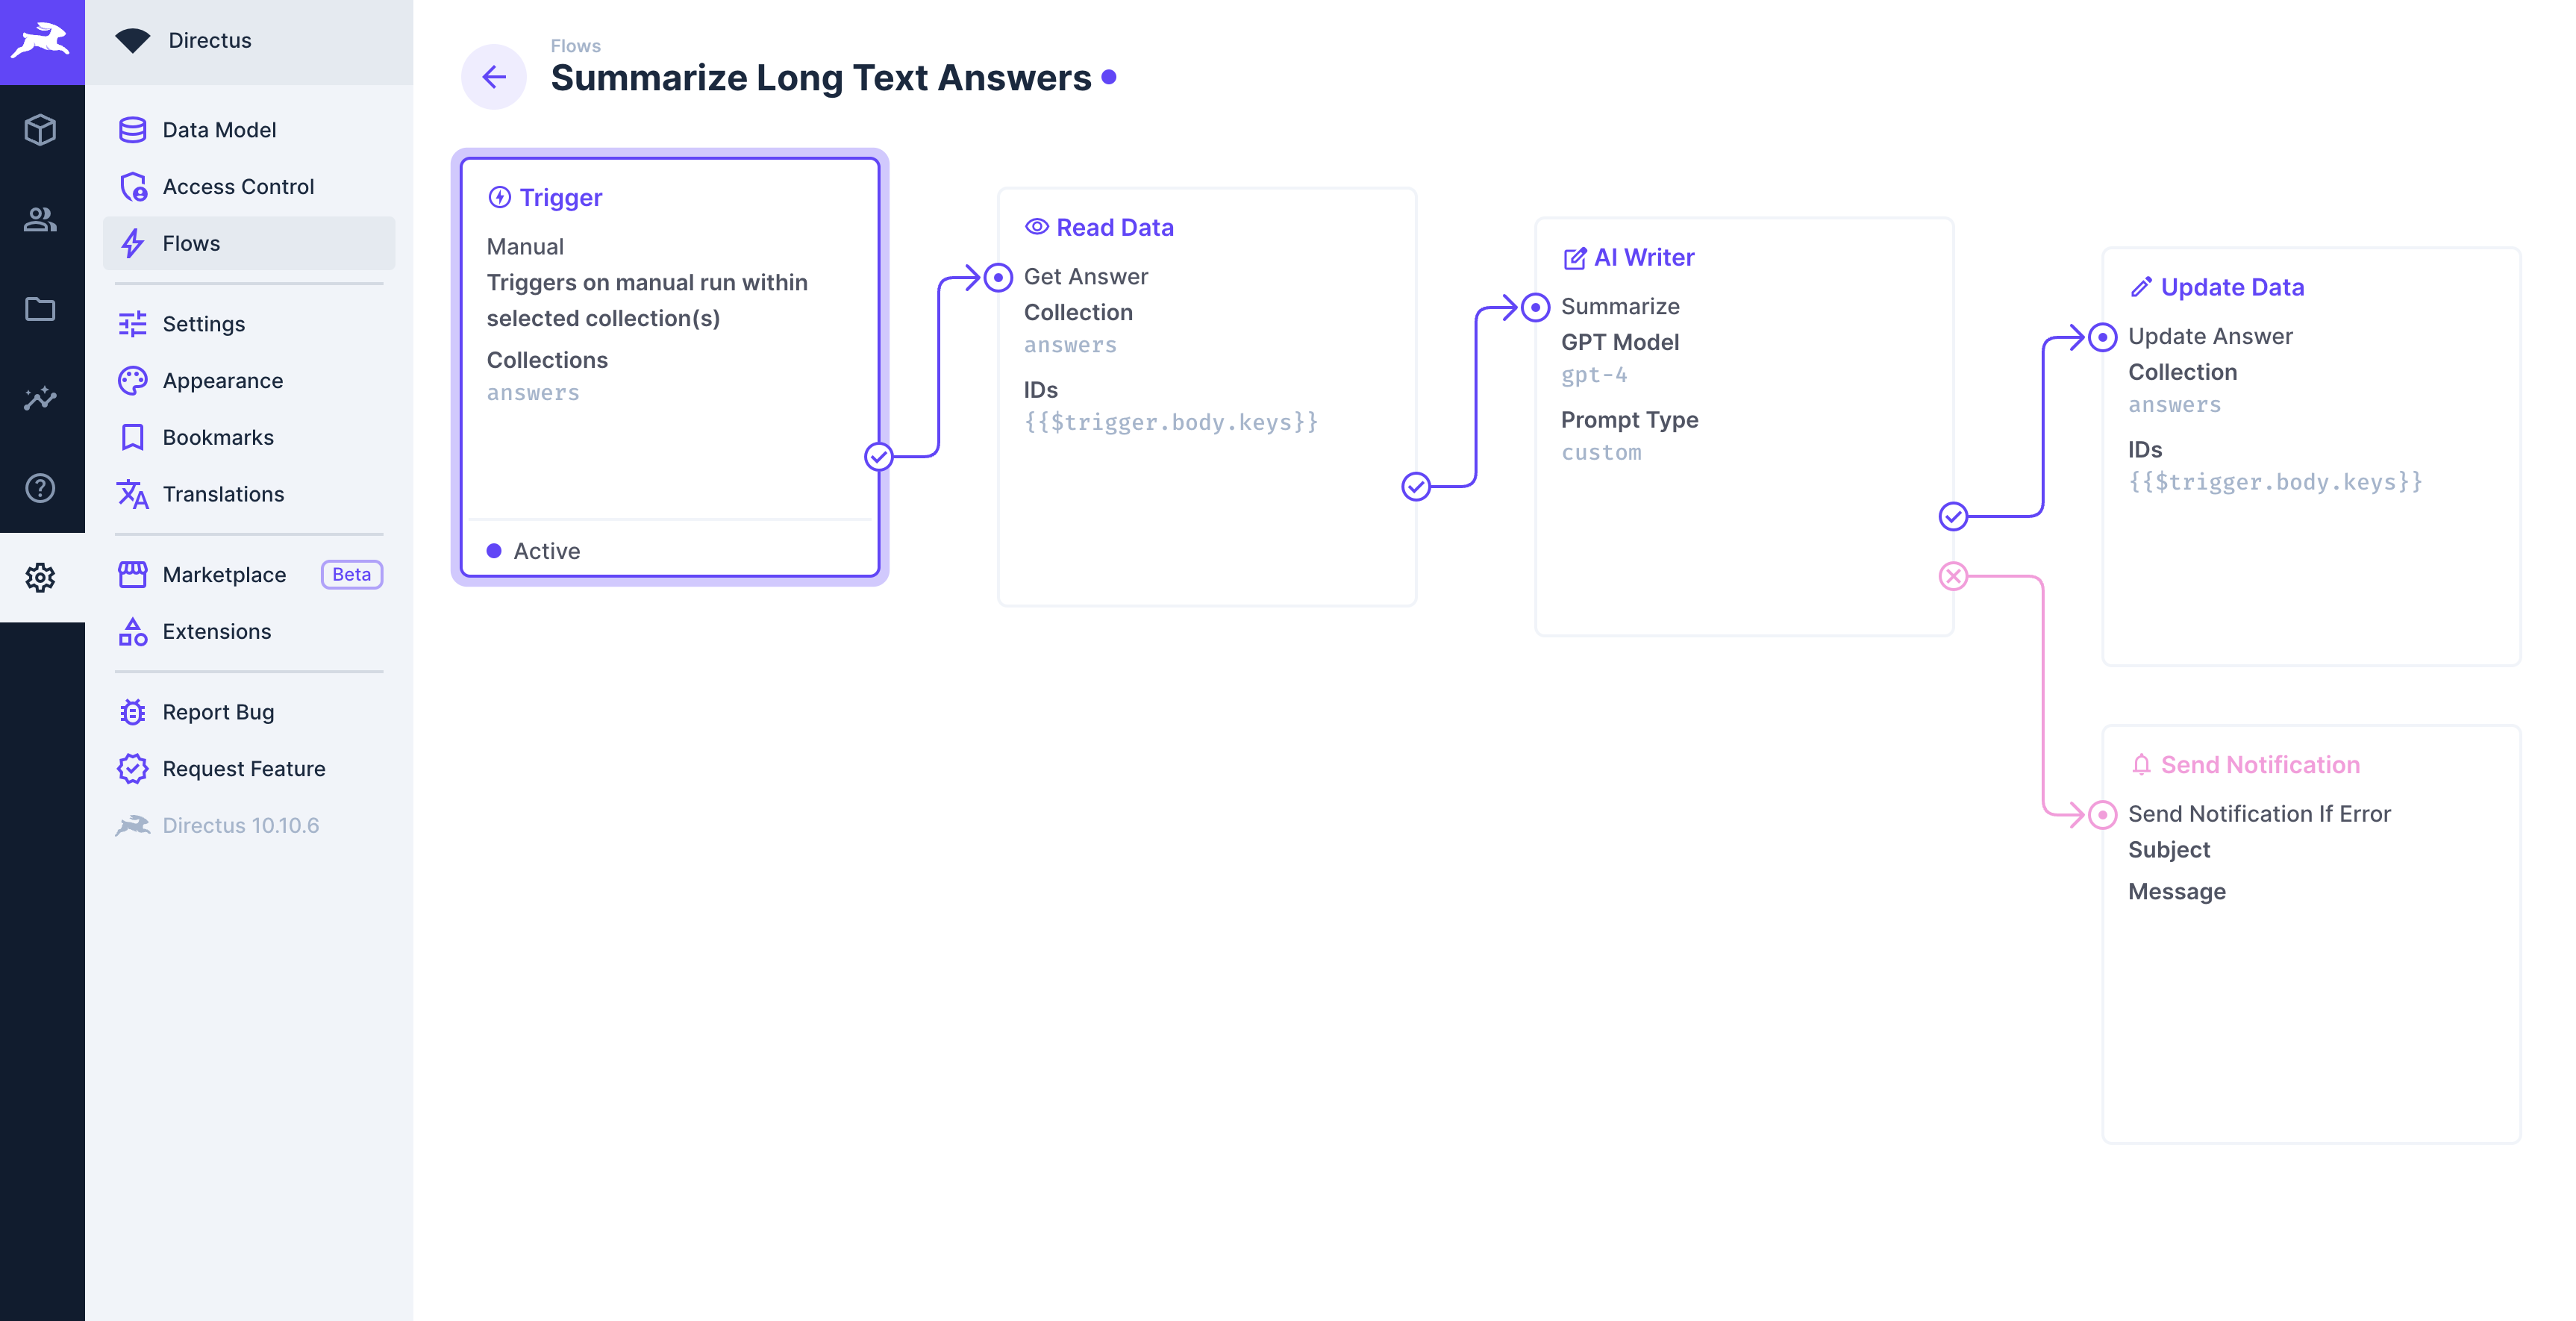 Directus
Data Model
Access Control
Flows
Settings
Appearance
Bookmarks
Translations
Marketplace Beta
Extensions
Report Bug
Request Feature
Directus 10.10.6
Flows
Summarize Long Text Answers
Trigger
Manual
Triggers on manual run within
selected collection(s)
Collections
answers
Active
Read Data
Get Answer
Collection
answers
IDs
{{$trigger.body.keys}}
AI Writer
Summarize
GPT Model
gpt-4
Prompt Type
custom
Update Data
Update Answer
Collection
answers
IDs
{{$trigger.body.keys}}
Send Notification
Send Notification If Error
Subject
Message